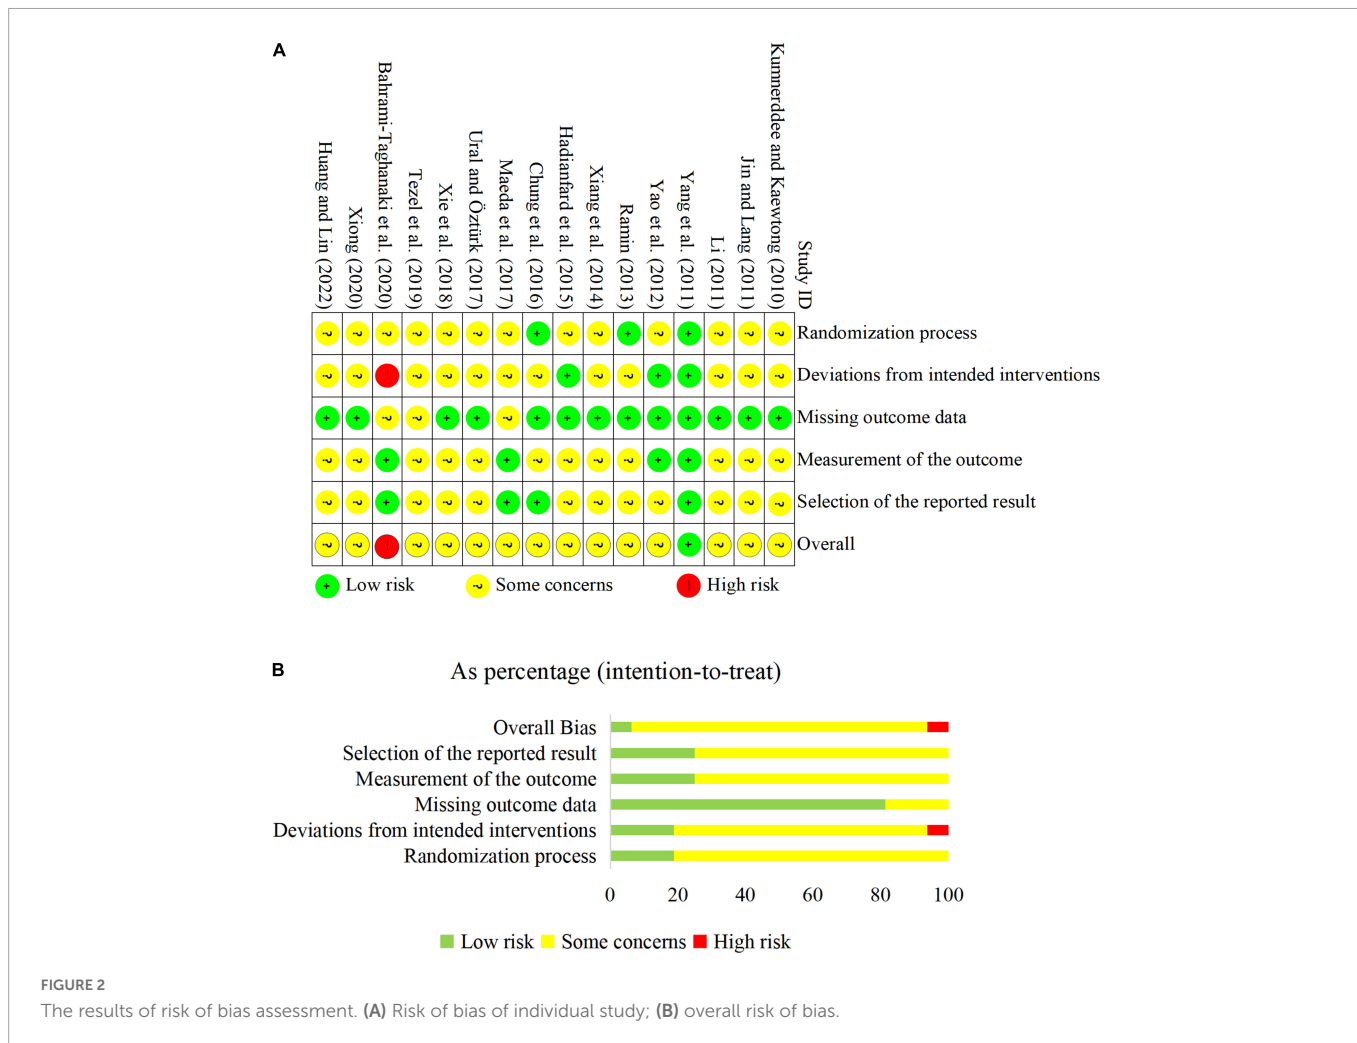 A
Huang and Lin (2022)
Xiong (2020)
Bahrami-Taghanaki et al. (2020)
Tezel et al. (2019)
Xie et al. (2018)
Ural and Öztürk (2017)
Maeda et al. (2017)
Chung et al. (2016)
Hadianfard et al. (2015)
Xiang et al. (2014)
Ramin (2013)
Yao et al. (2012)
Yang et al. (2011)
Li (2011)
Jin and Lang (2011)
Kumnerddee and Kaewtong (2010)
Study ID
? ? ? ? ? ? ? + ? ? + ? + ? ? ? Randomization process
? ? – ? ? ? ? ? + ? ? + + ? ? ? Deviations from intended interventions
+ + ? ? + + ? + + + + + + + + + Missing outcome data
? ? + ? ? ? + ? ? ? ? + + ? ? ? Measurement of the outcome
? ? + ? ? ? + + ? ? ? ? + ? ? ? Selection of the reported result
? ? – ? ? ? ? ? ? ? ? ? + ? ? ? Overall
+ Low risk ? Some concerns – High risk
B
As percentage (intention-to-treat)
Overall Bias
Selection of the reported result
Measurement of the outcome
Missing outcome data
Deviations from intended interventions
Randomization process
0 20 40 60 80 100
Low risk Some concerns High risk
FIGURE 2
The results of risk of bias assessment. (A) Risk of bias of individual study; (B) overall risk of bias.